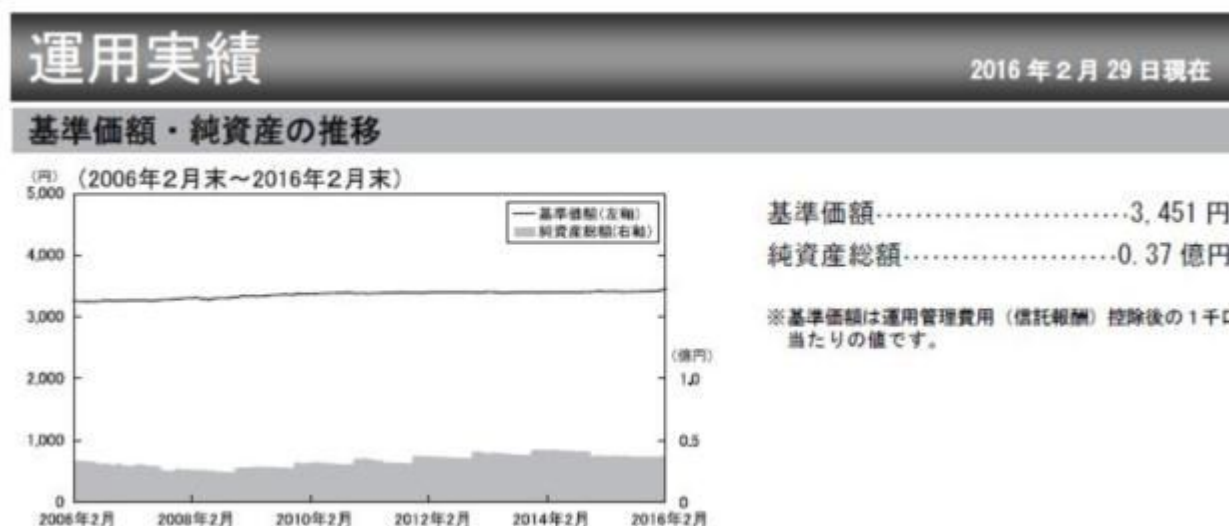 運用実績
2016年2月29日現在
基準価額・純資産の推移
(円) (2006年2月末～2016年2月末)
5,000
4,000
3,000
2,000
1,000
0
基準価額(左軸)
純資産総額(右軸)
(億円)
1.0
0.5
0
2006年2月 2008年2月 2010年2月 2012年2月 2014年2月 2016年2月
基準価額‥‥‥‥‥‥‥‥‥‥3,451円
純資産総額‥‥‥‥‥‥‥‥‥0.37億円
※基準価額は運用管理費用（信託報酬）控除後の1千口
当たりの値です。